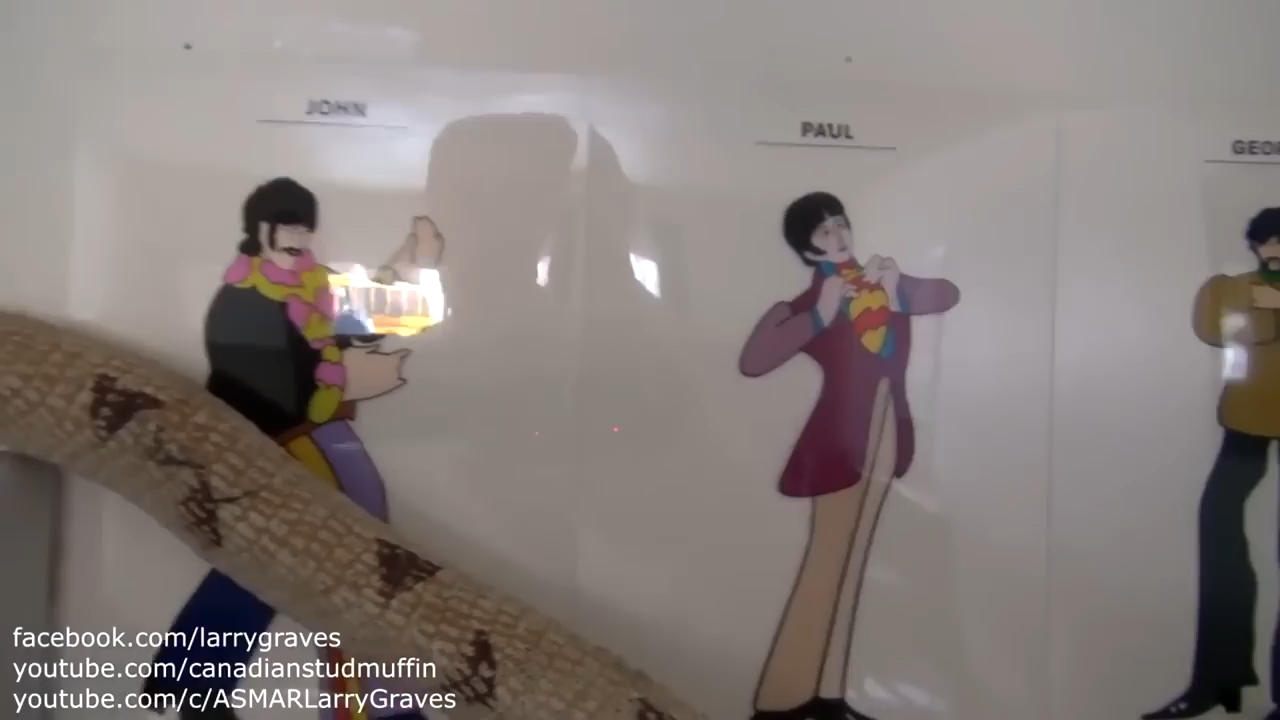 JOHN
PAUL
facebook.com/larrygraves
youtube.com/canadianstudmuffin
youtube.com/c/ASMARLarryGraves